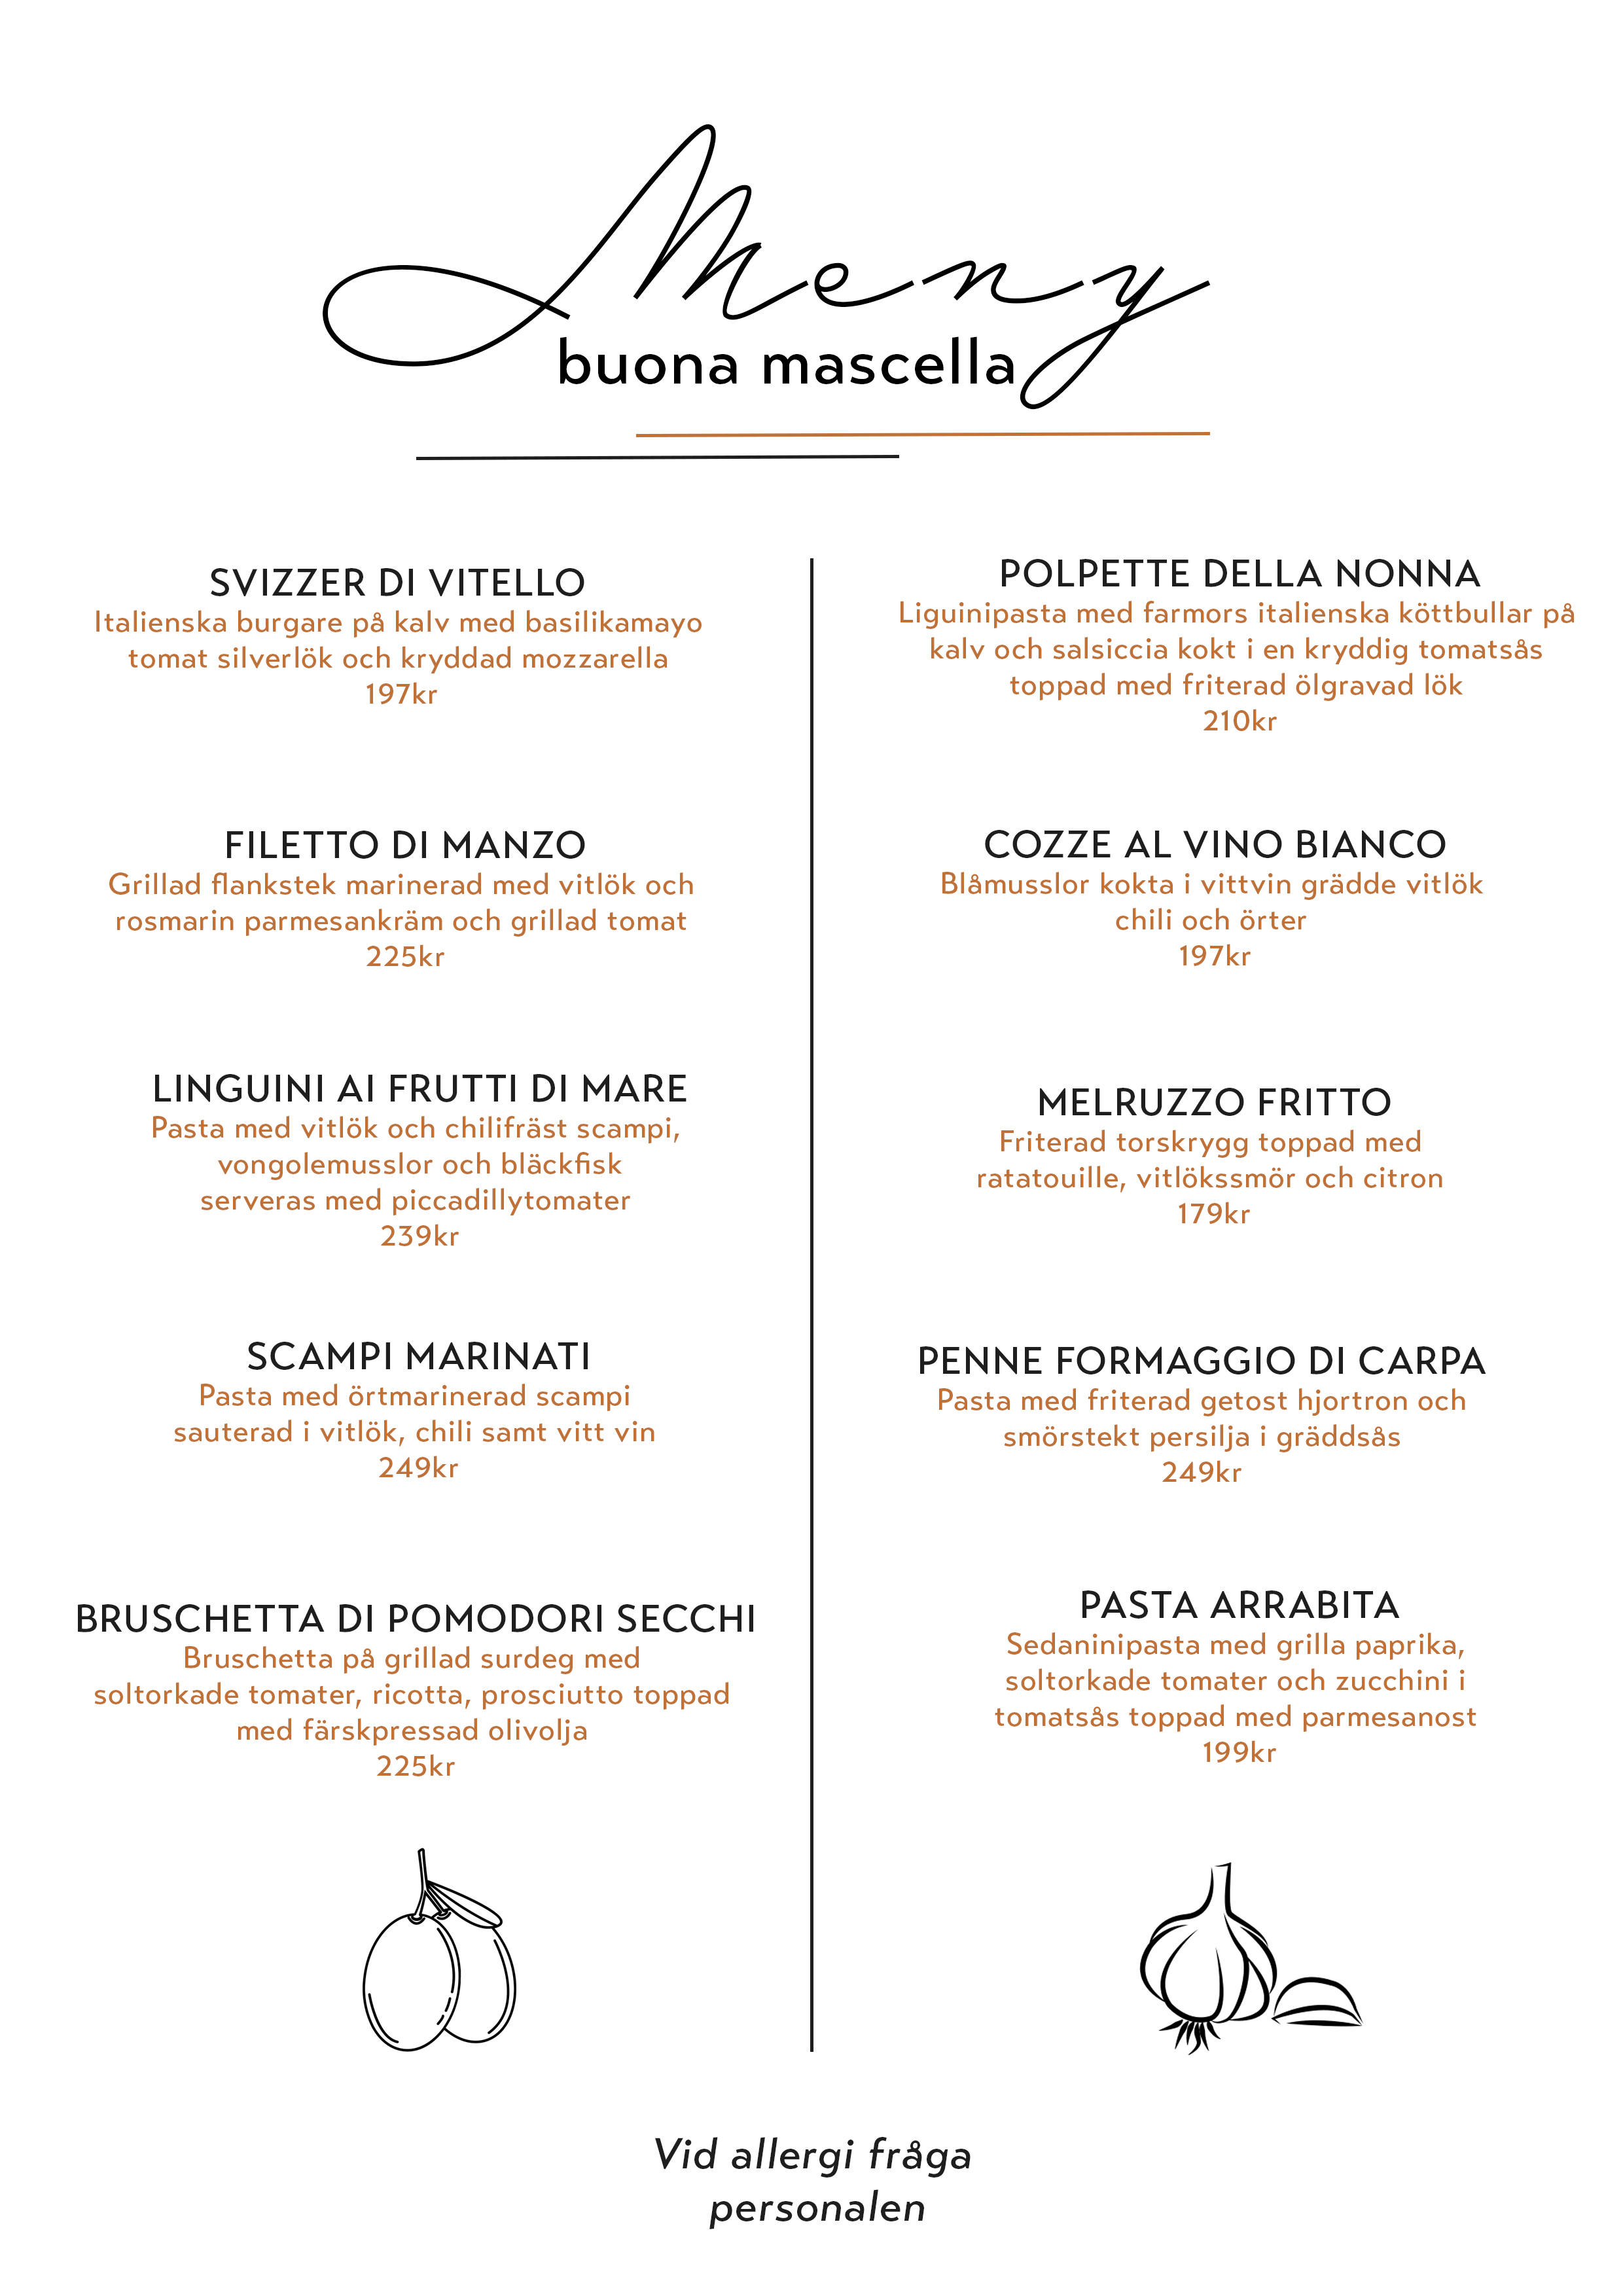 Meny
buona mascella
SVIZZER DI VITELLO
Italienska burgare på kalv med basilikamayo
tomat silverlök och kryddad mozzarella
197kr
FILETTO DI MANZO
Grillad flankstek marinerad med vitlök och
rosmarin parmesankräm och grillad tomat
225kr
LINGUINI AI FRUTTI DI MARE
Pasta med vitlök och chilifräst scampi,
vongolemusslor och bläckfisk
serveras med piccadillytomater
239kr
SCAMPI MARINATI
Pasta med örtmarinerad scampi
sauterad i vitlök, chili samt vitt vin
249kr
BRUSCHETTA DI POMODORI SECCHI
Bruschetta på grillad surdeg med
soltorkade tomater, ricotta, prosciutto toppad
med färskpressad olivolja
225kr
POLPETTE DELLA NONNA
Liguinipasta med farmors italienska köttbullar på
kalv och salsiccia kokt i en kryddig tomatsås
toppad med friterad ölgravad lök
210kr
COZZE AL VINO BIANCO
Blåmusslor kokta i vittvin grädde vitlök
chili och örter
197kr
MELRUZZO FRITTO
Friterad torskrygg toppad med
ratatouille, vitlökssmör och citron
179kr
PENNE FORMAGGIO DI CARPA
Pasta med friterad getost hjortron och
smörstekt persilja i gräddsås
249kr
PASTA ARRABITA
Sedaninipasta med grilla paprika,
soltorkade tomater och zucchini i
tomatsås toppad med parmesanost
199kr
Vid allergi fråga
personalen